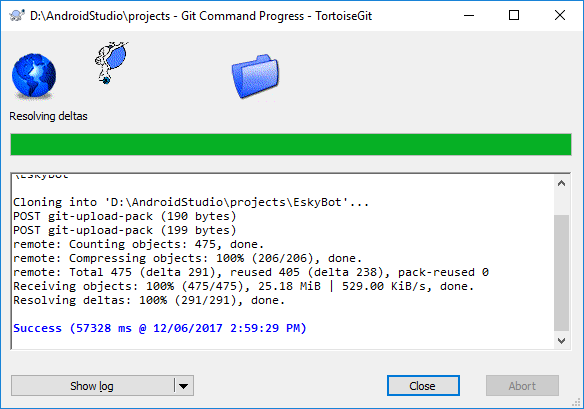 D:\AndroidStudio\projects - Git Command Progress - TortoiseGit
Resolving deltas
\EskyBot
Cloning into 'D:\AndroidStudio\projects\EskyBot'...
POST git-upload-pack (190 bytes)
POST git-upload-pack (199 bytes)
remote: Counting objects: 475, done.
remote: Compressing objects: 100% (206/206), done.
remote: Total 475 (delta 291), reused 405 (delta 238), pack-reused 0
Receiving objects: 100% (475/475), 25.18 MiB | 529.00 KiB/s, done.
Resolving deltas: 100% (291/291), done.
Success (57328 ms @ 12/06/2017 2:59:29 PM)
Show log
Close
Abort